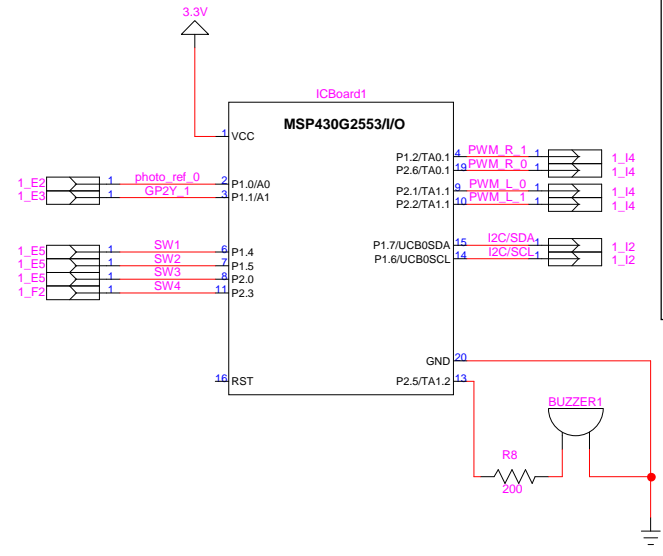 3.3V
ICBoard1
MSP430G2553/I/O
1 VCC
P1.2/TA0.1 4 PWM_R_1 1 1_I4
P2.6/TA0.1 19 PWM_R_0 1 1_I4
1_E2 1 photo_ref_0 2 P1.0/A0
1_E3 1 GP2Y_1 3 P1.1/A1
P2.1/TA1.1 9 PWM_L_0 1 1_I4
P2.2/TA1.1 10 PWM_L_1 1 1_I4
1_E5 1 SW1 6 P1.4
1_E5 1 SW2 7 P1.5
1_E5 1 SW3 8 P2.0
1_F2 1 SW4 11 P2.3
P1.7/UCB0SDA 15 I2C/SDA 1 1_I2
P1.6/UCB0SCL 14 I2C/SCL 1 1_I2
GND 20
16 RST
P2.5/TA1.2 13
BUZZER1
R8
200